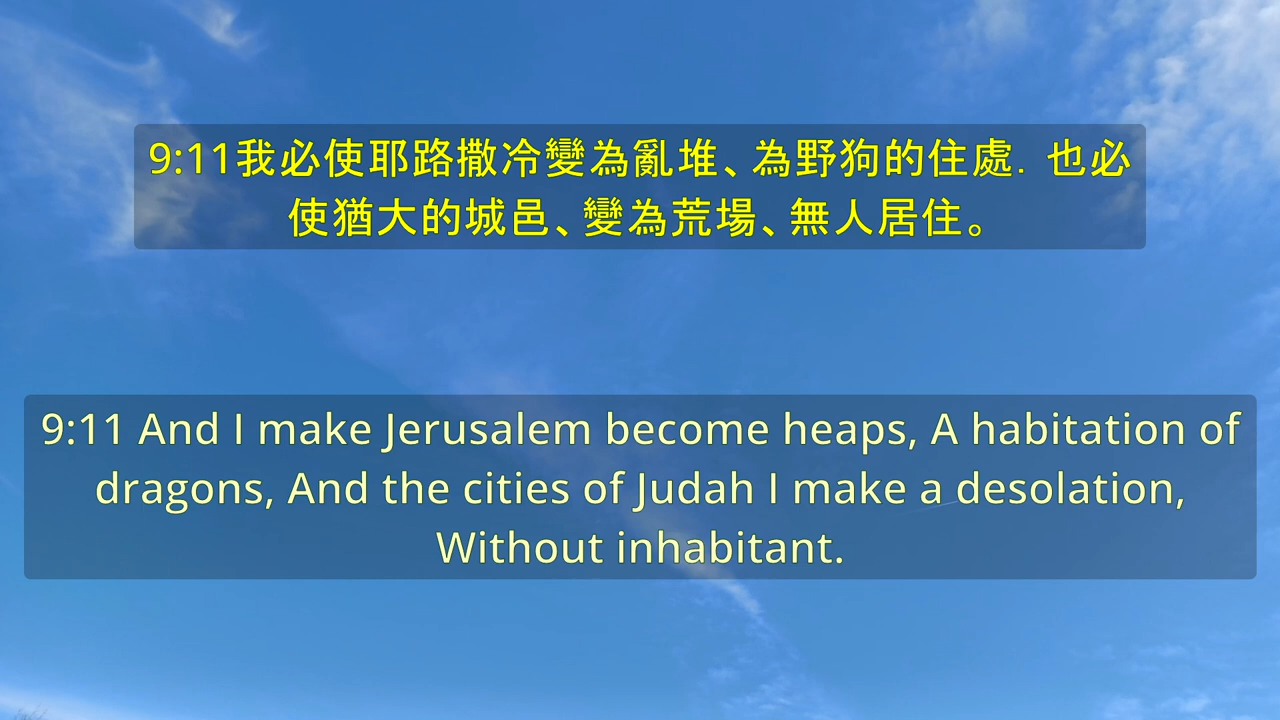 9:11我必使耶路撒冷變為亂堆、為野狗的住處．也必
使猶大的城邑、變為荒場、無人居住。
9:11 And I make Jerusalem become heaps, A habitation of
dragons, And the cities of Judah I make a desolation,
Without inhabitant.